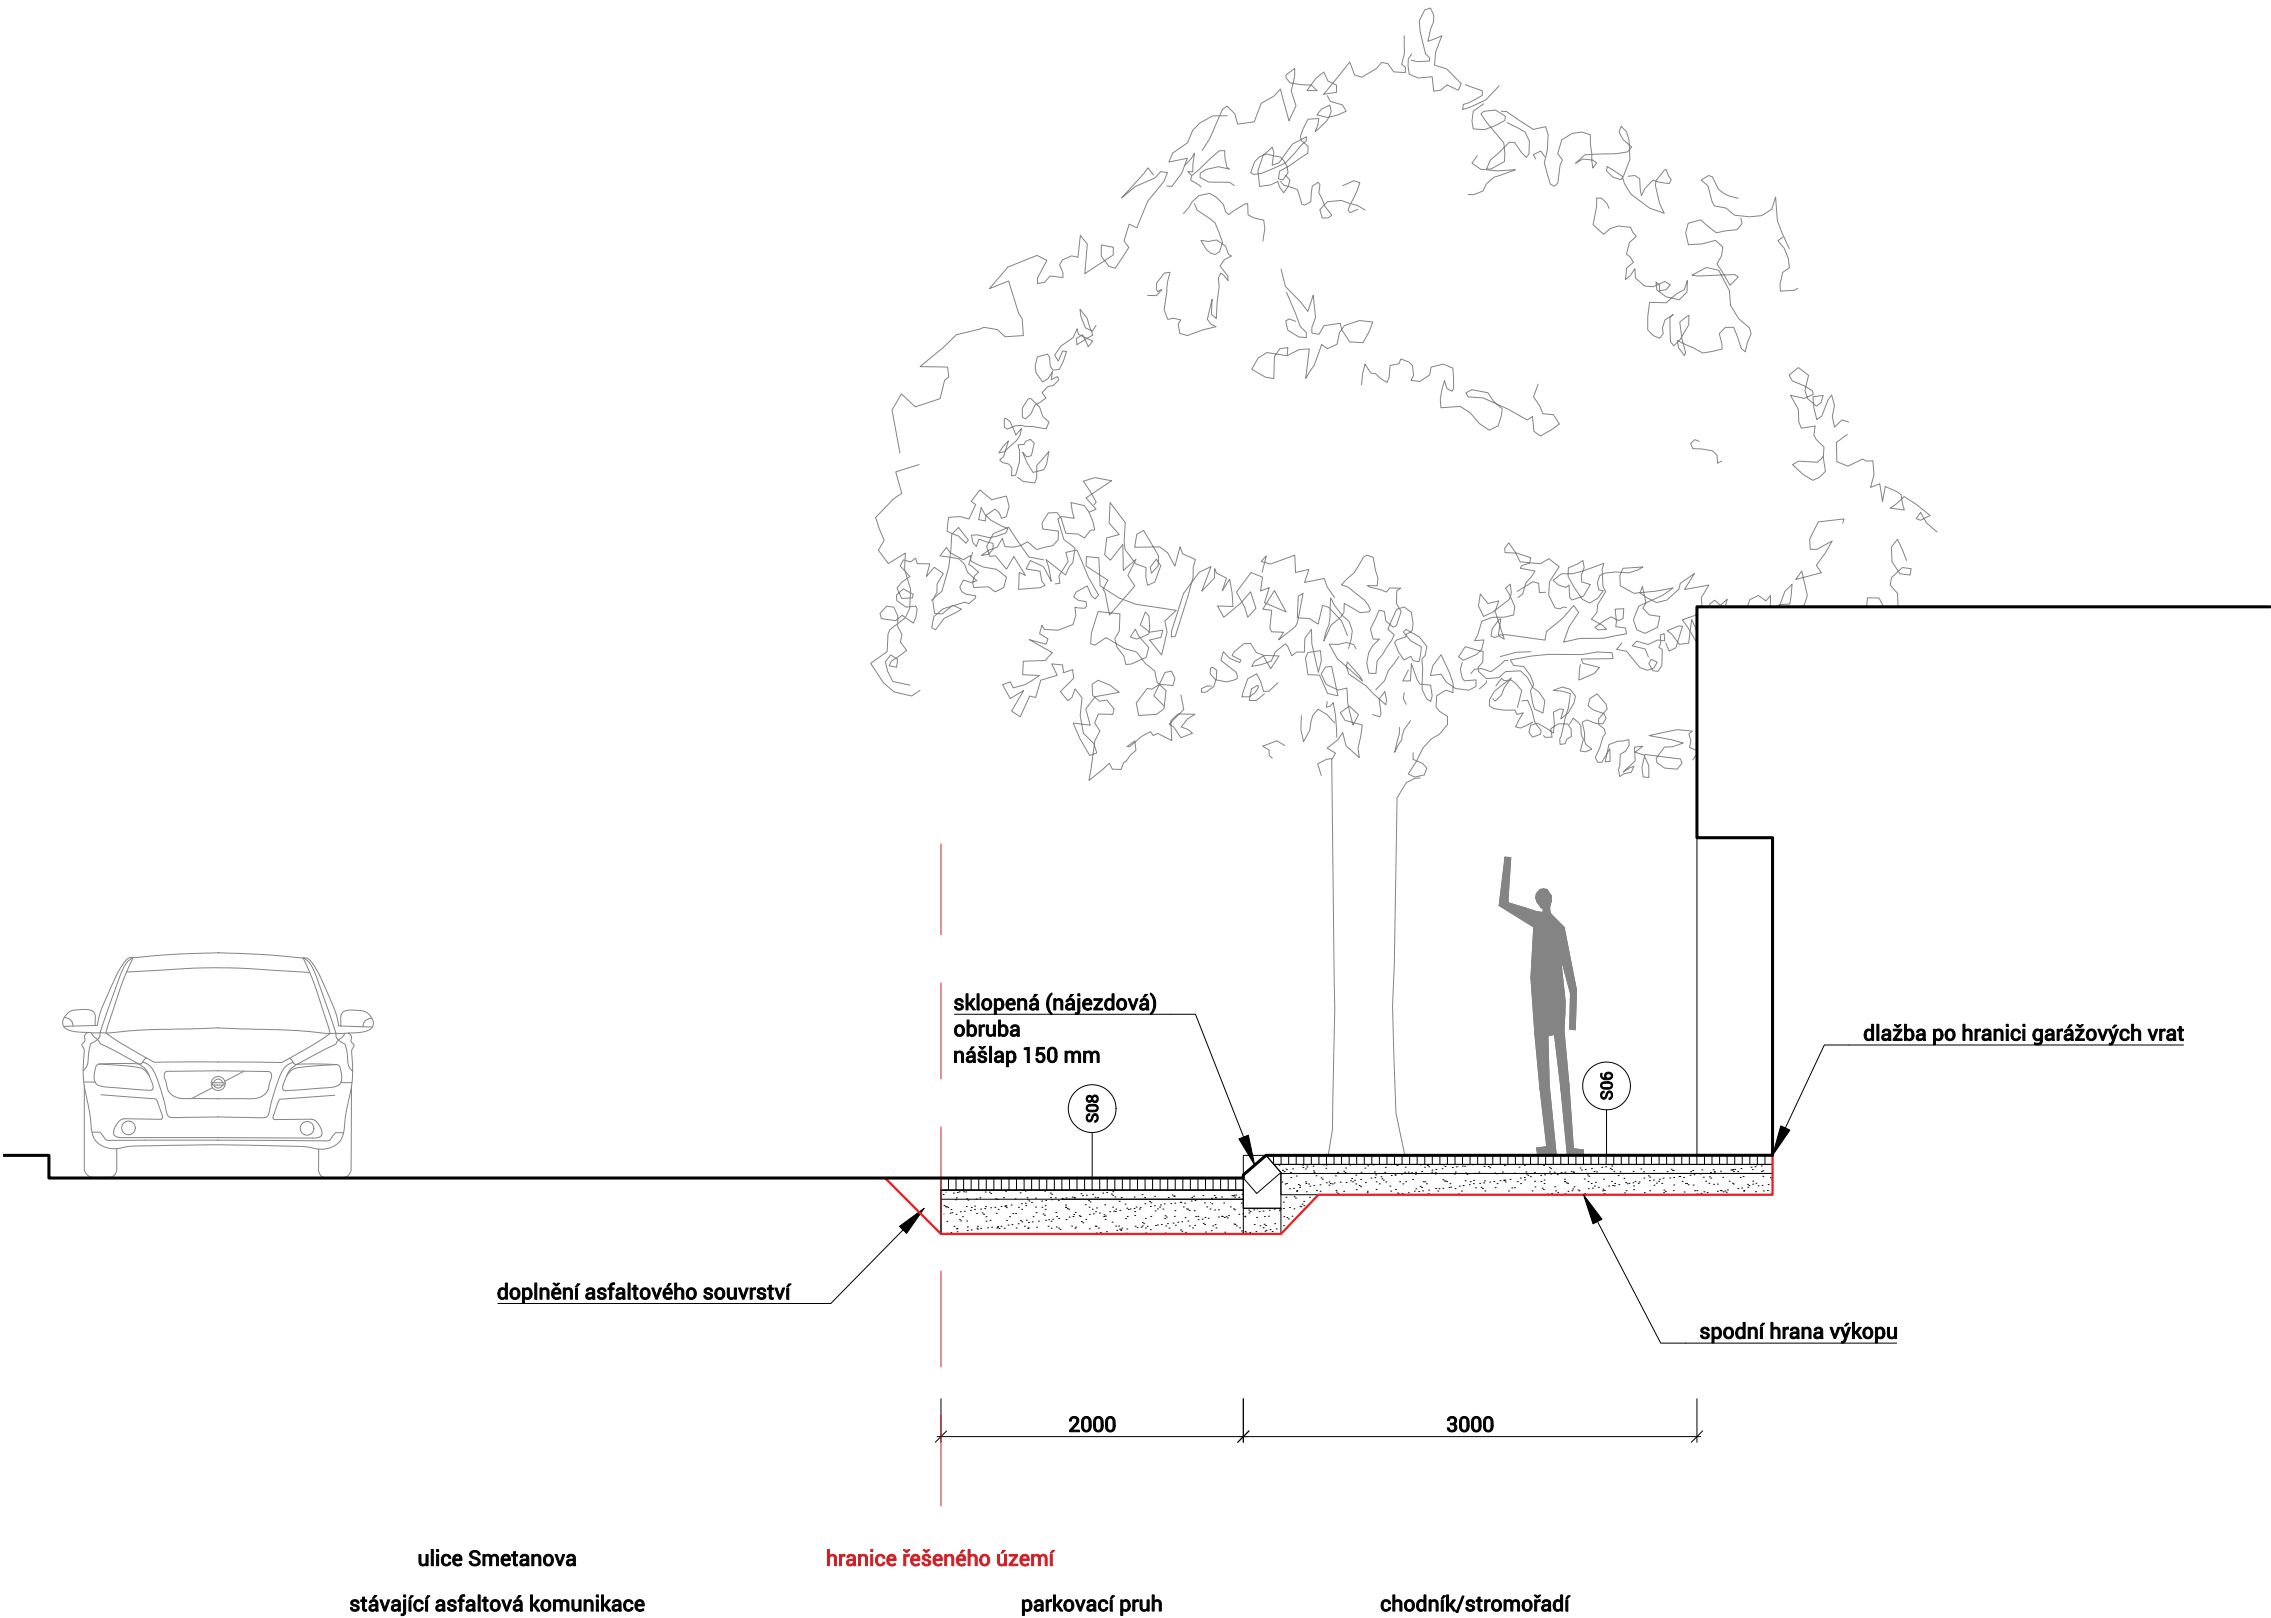 sklopená (nájezdová)
obruba
nášlap 150 mm
dlažba po hranici garážových vrat
S08
S06
doplnění asfaltového souvrství
spodní hrana výkopu
2000
3000
ulice Smetanova
hranice řešeného území
stávající asfaltová komunikace
parkovací pruh
chodník/stromořadí